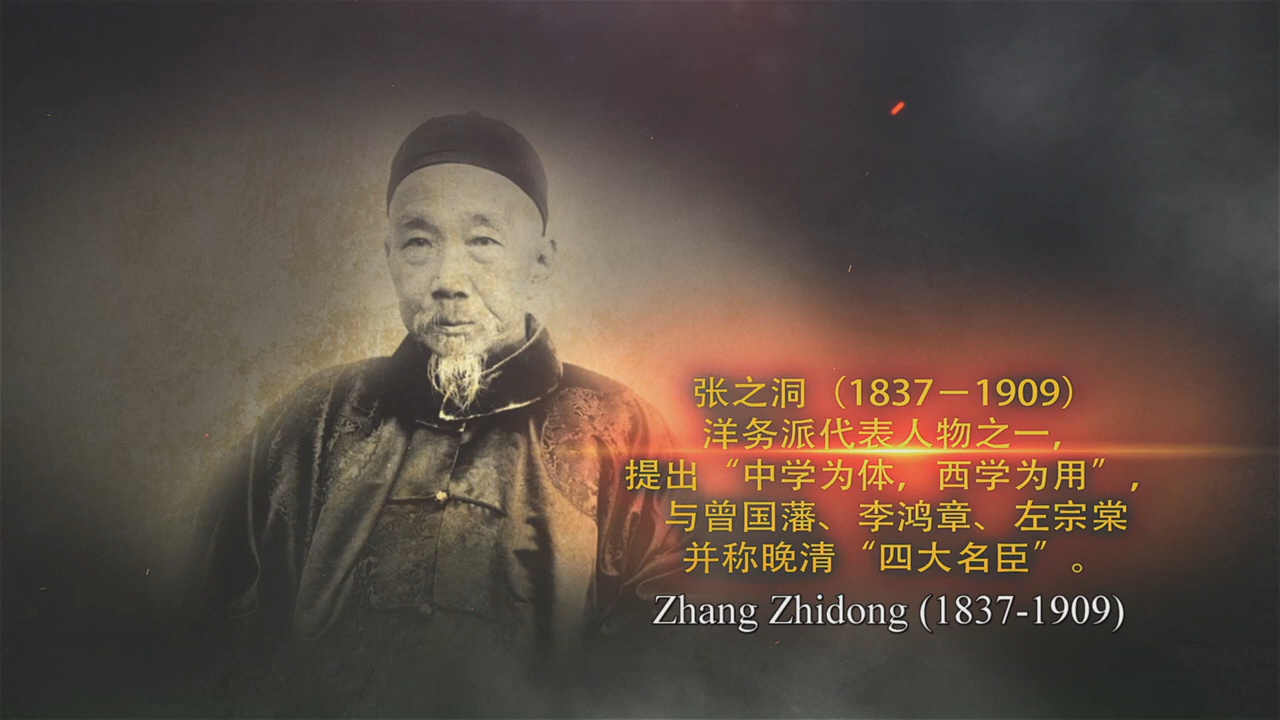 张之洞（1837－1909）
洋务派代表人物之一,
提出“中学为体，西学为用”,
与曾国藩、李鸿章、左宗棠
并称晚清“四大名臣”。
Zhang Zhidong (1837-1909)